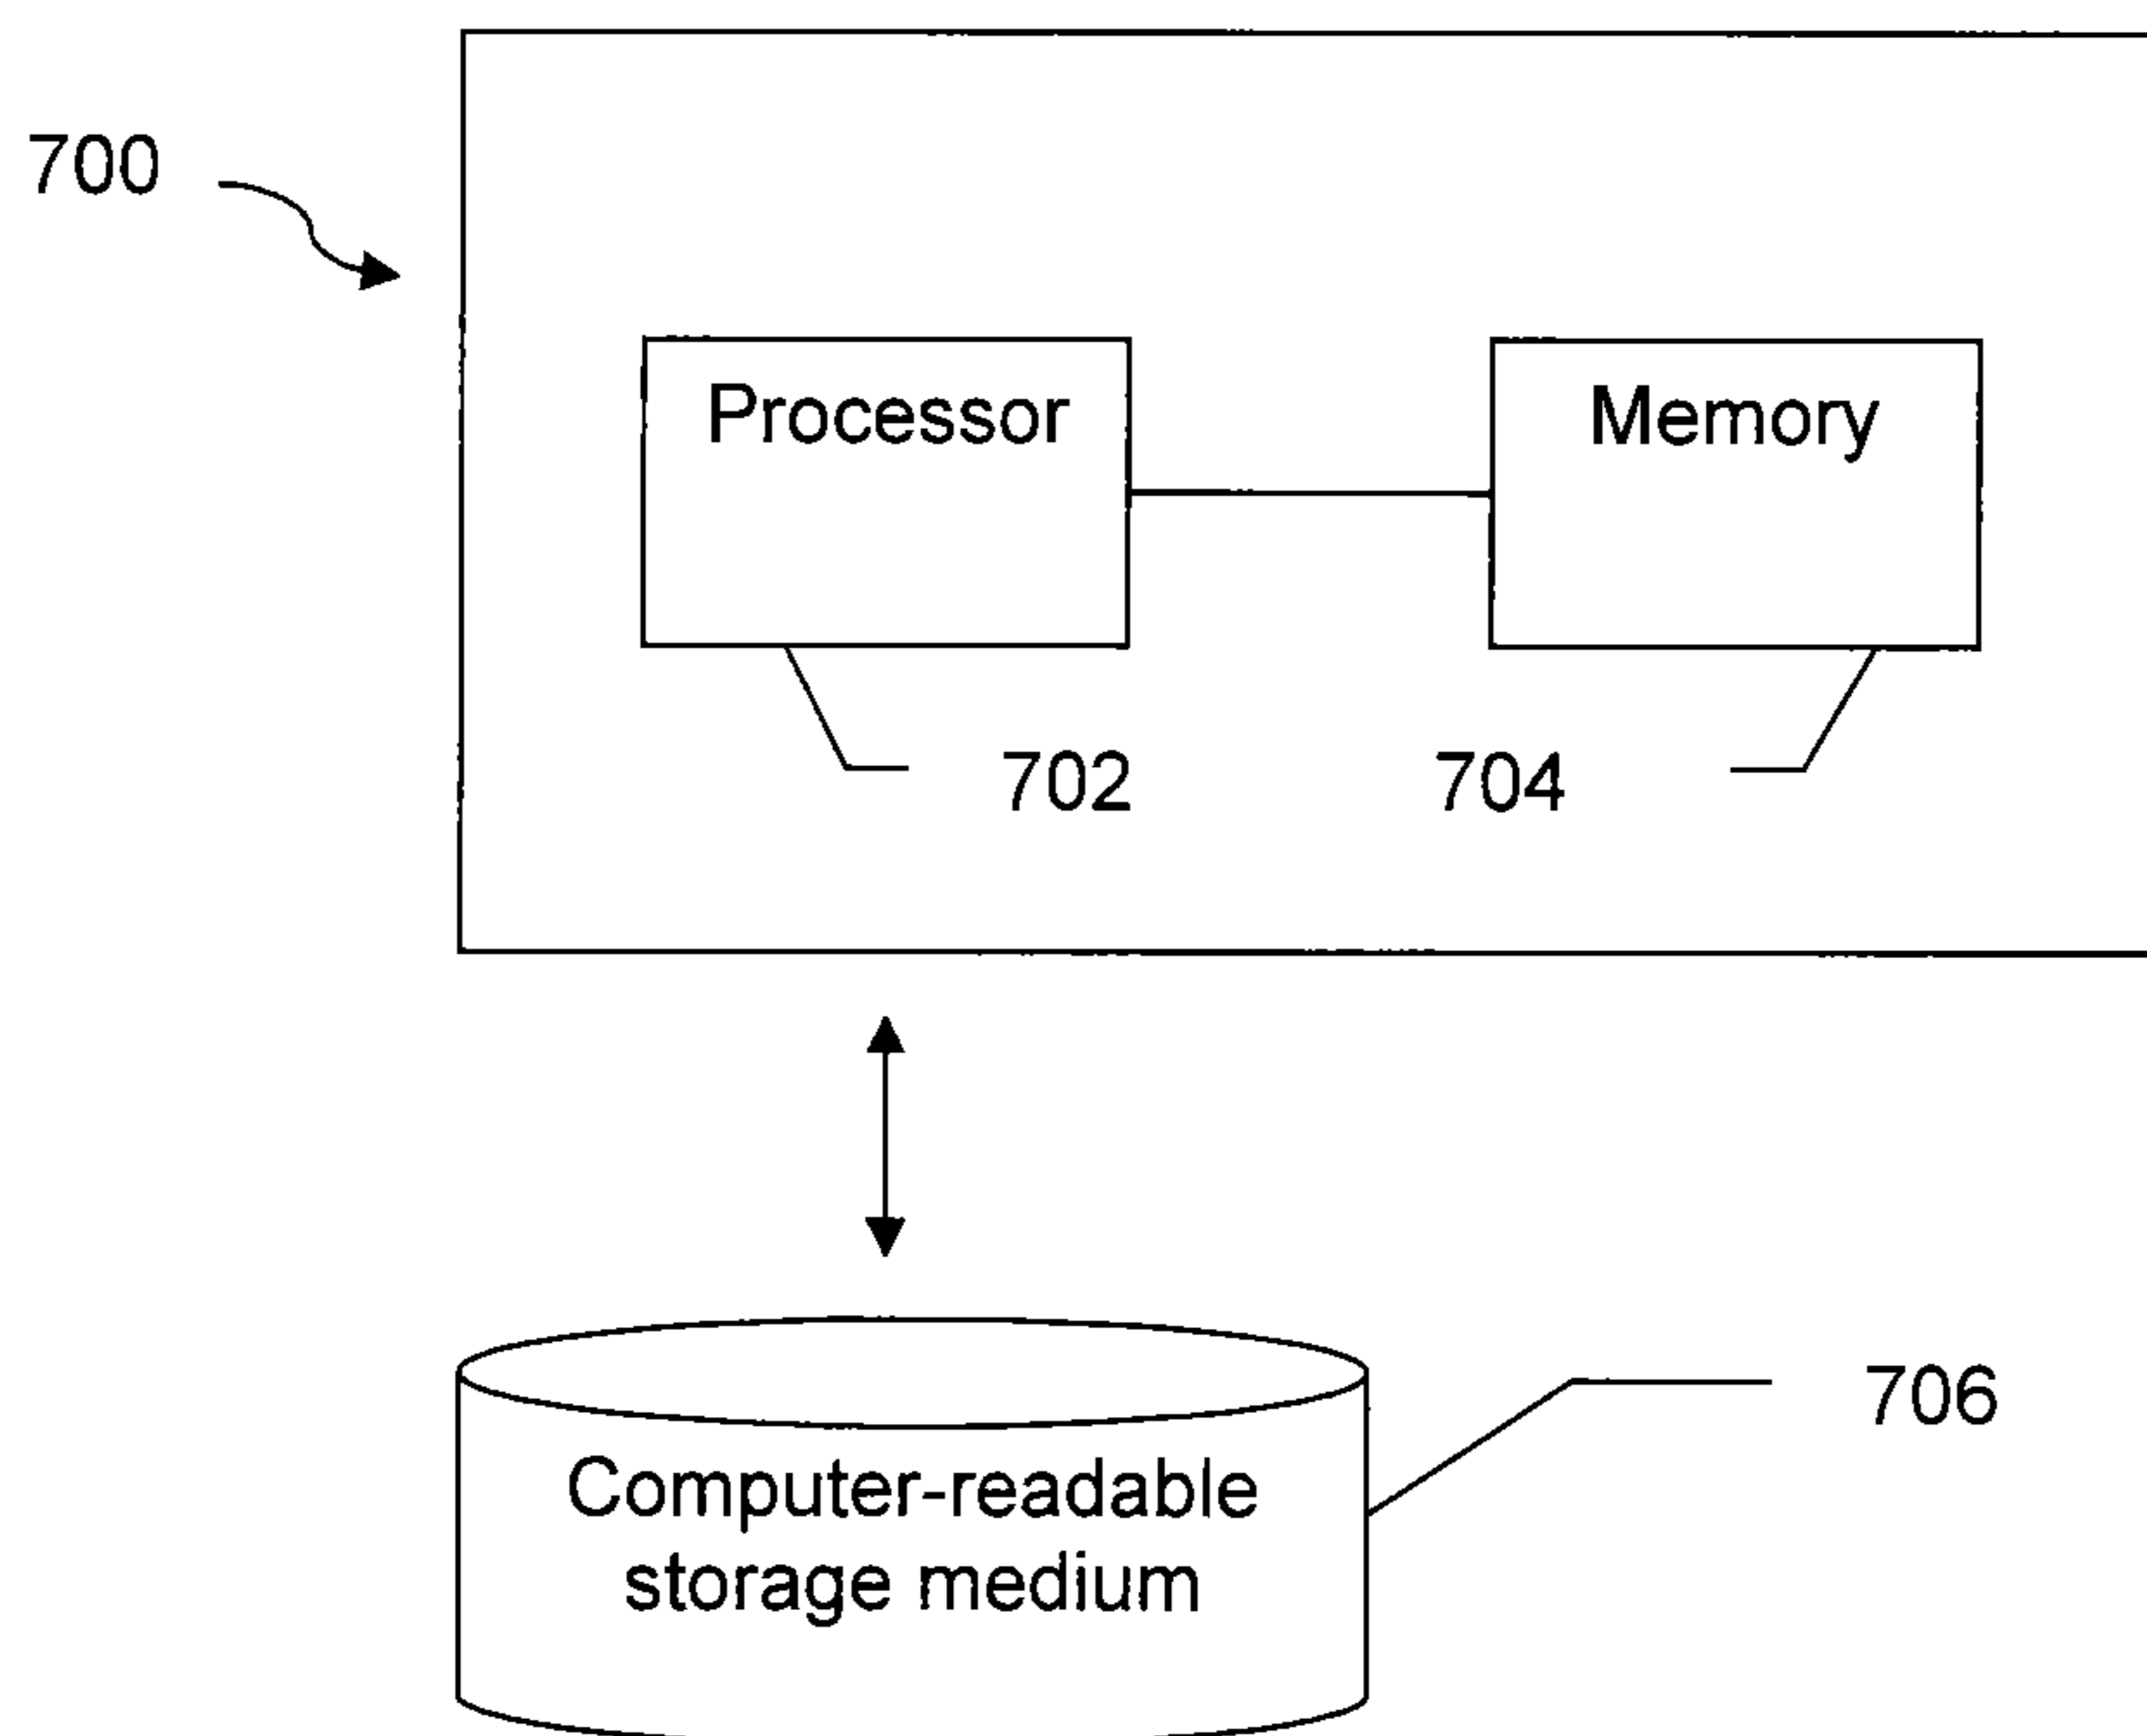 700
Processor
Memory
702
704
706
Computer-readable
storage medium